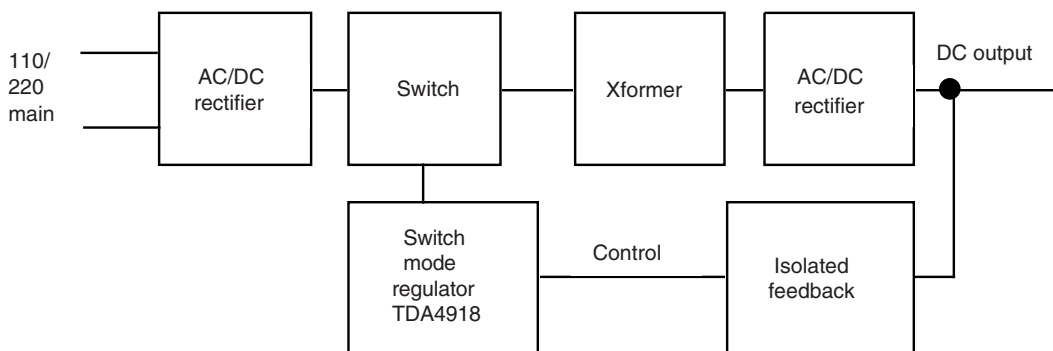 110/
220
main
AC/DC
rectifier
Switch
Xformer
AC/DC
rectifier
DC output
Switch
mode
regulator
TDA4918
Control
Isolated
feedback